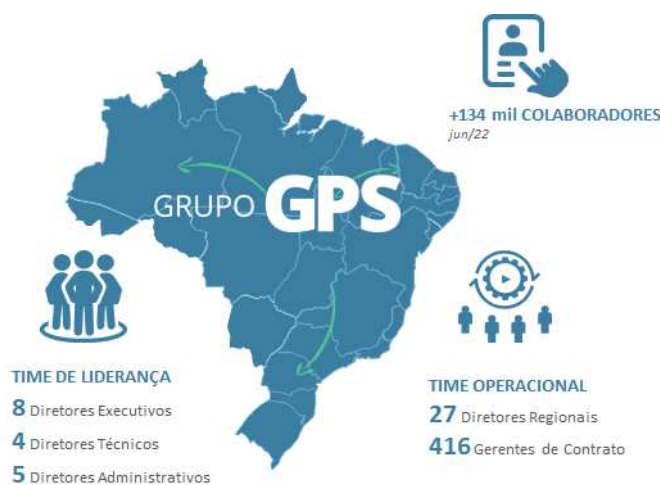 +134 mil COLABORADORES
jun/22
GRUPO GPS
TIME DE LIDERANÇA
8 Diretores Executivos
4 Diretores Técnicos
5 Diretores Administrativos
TIME OPERACIONAL
27 Diretores Regionais
416 Gerentes de Contrato